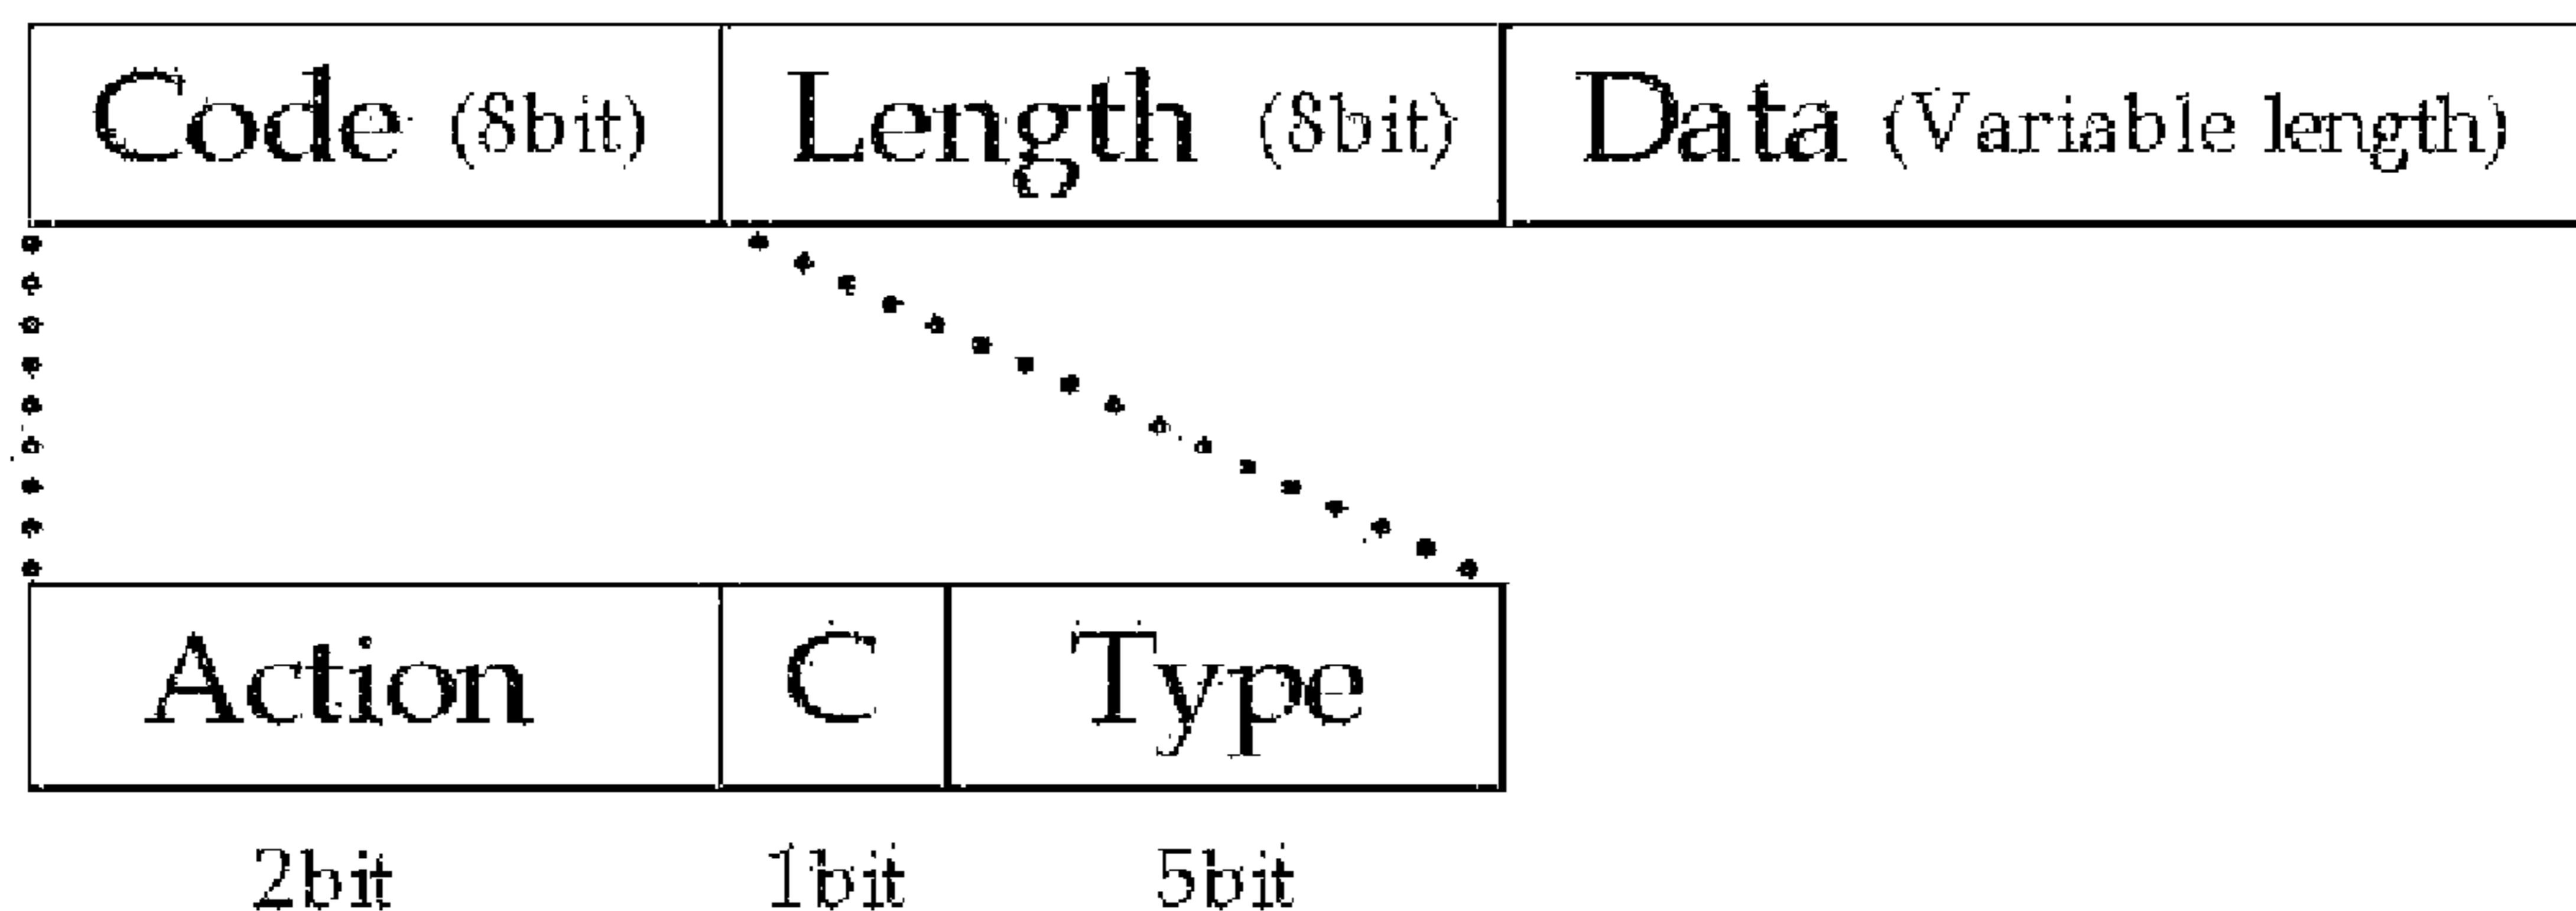 Code (8bit) Length (8bit) Data (Variable length)
Action C Type
2bit 1bit 5bit